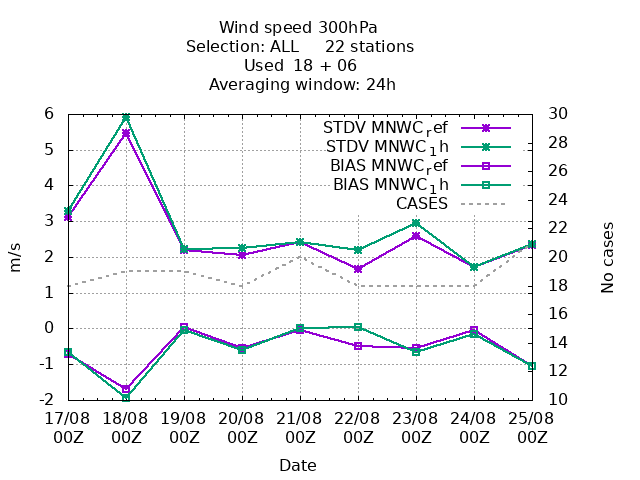 Wind speed 300hPa
Selection: ALL 22 stations
Used 18 + 06
Averaging window: 24h
6 30
STDV MNWC_ref
28
5 STDV MNWC_1h
26
BIAS MNWC_ref
4 BIAS MNWC_1h
24
CASES
3 22
2 20
18
1
16
0
14
-1
12
-2 10
m/s
No cases
17/08 18/08 19/08 20/08 21/08 22/08 23/08 24/08 25/08
00Z 00Z 00Z 00Z 00Z 00Z 00Z 00Z 00Z
Date